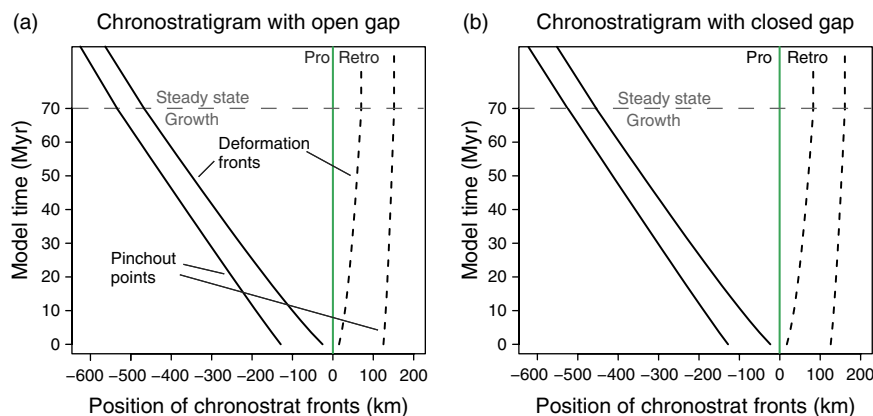 (a) Chronostratigram with open gap
Pro Retro
Steady state
Growth
Deformation
fronts
Pinchout
points
Model time (Myr)
70
60
50
40
30
20
10
0
−600 −500 −400 −300 −200 −100 0 100 200
Position of chronostrat fronts (km)
(b) Chronostratigram with closed gap
Pro Retro
Steady state
Growth
Model time (Myr)
70
60
50
40
30
20
10
0
−600 −500 −400 −300 −200 −100 0 100 200
Position of chronostrat fronts (km)